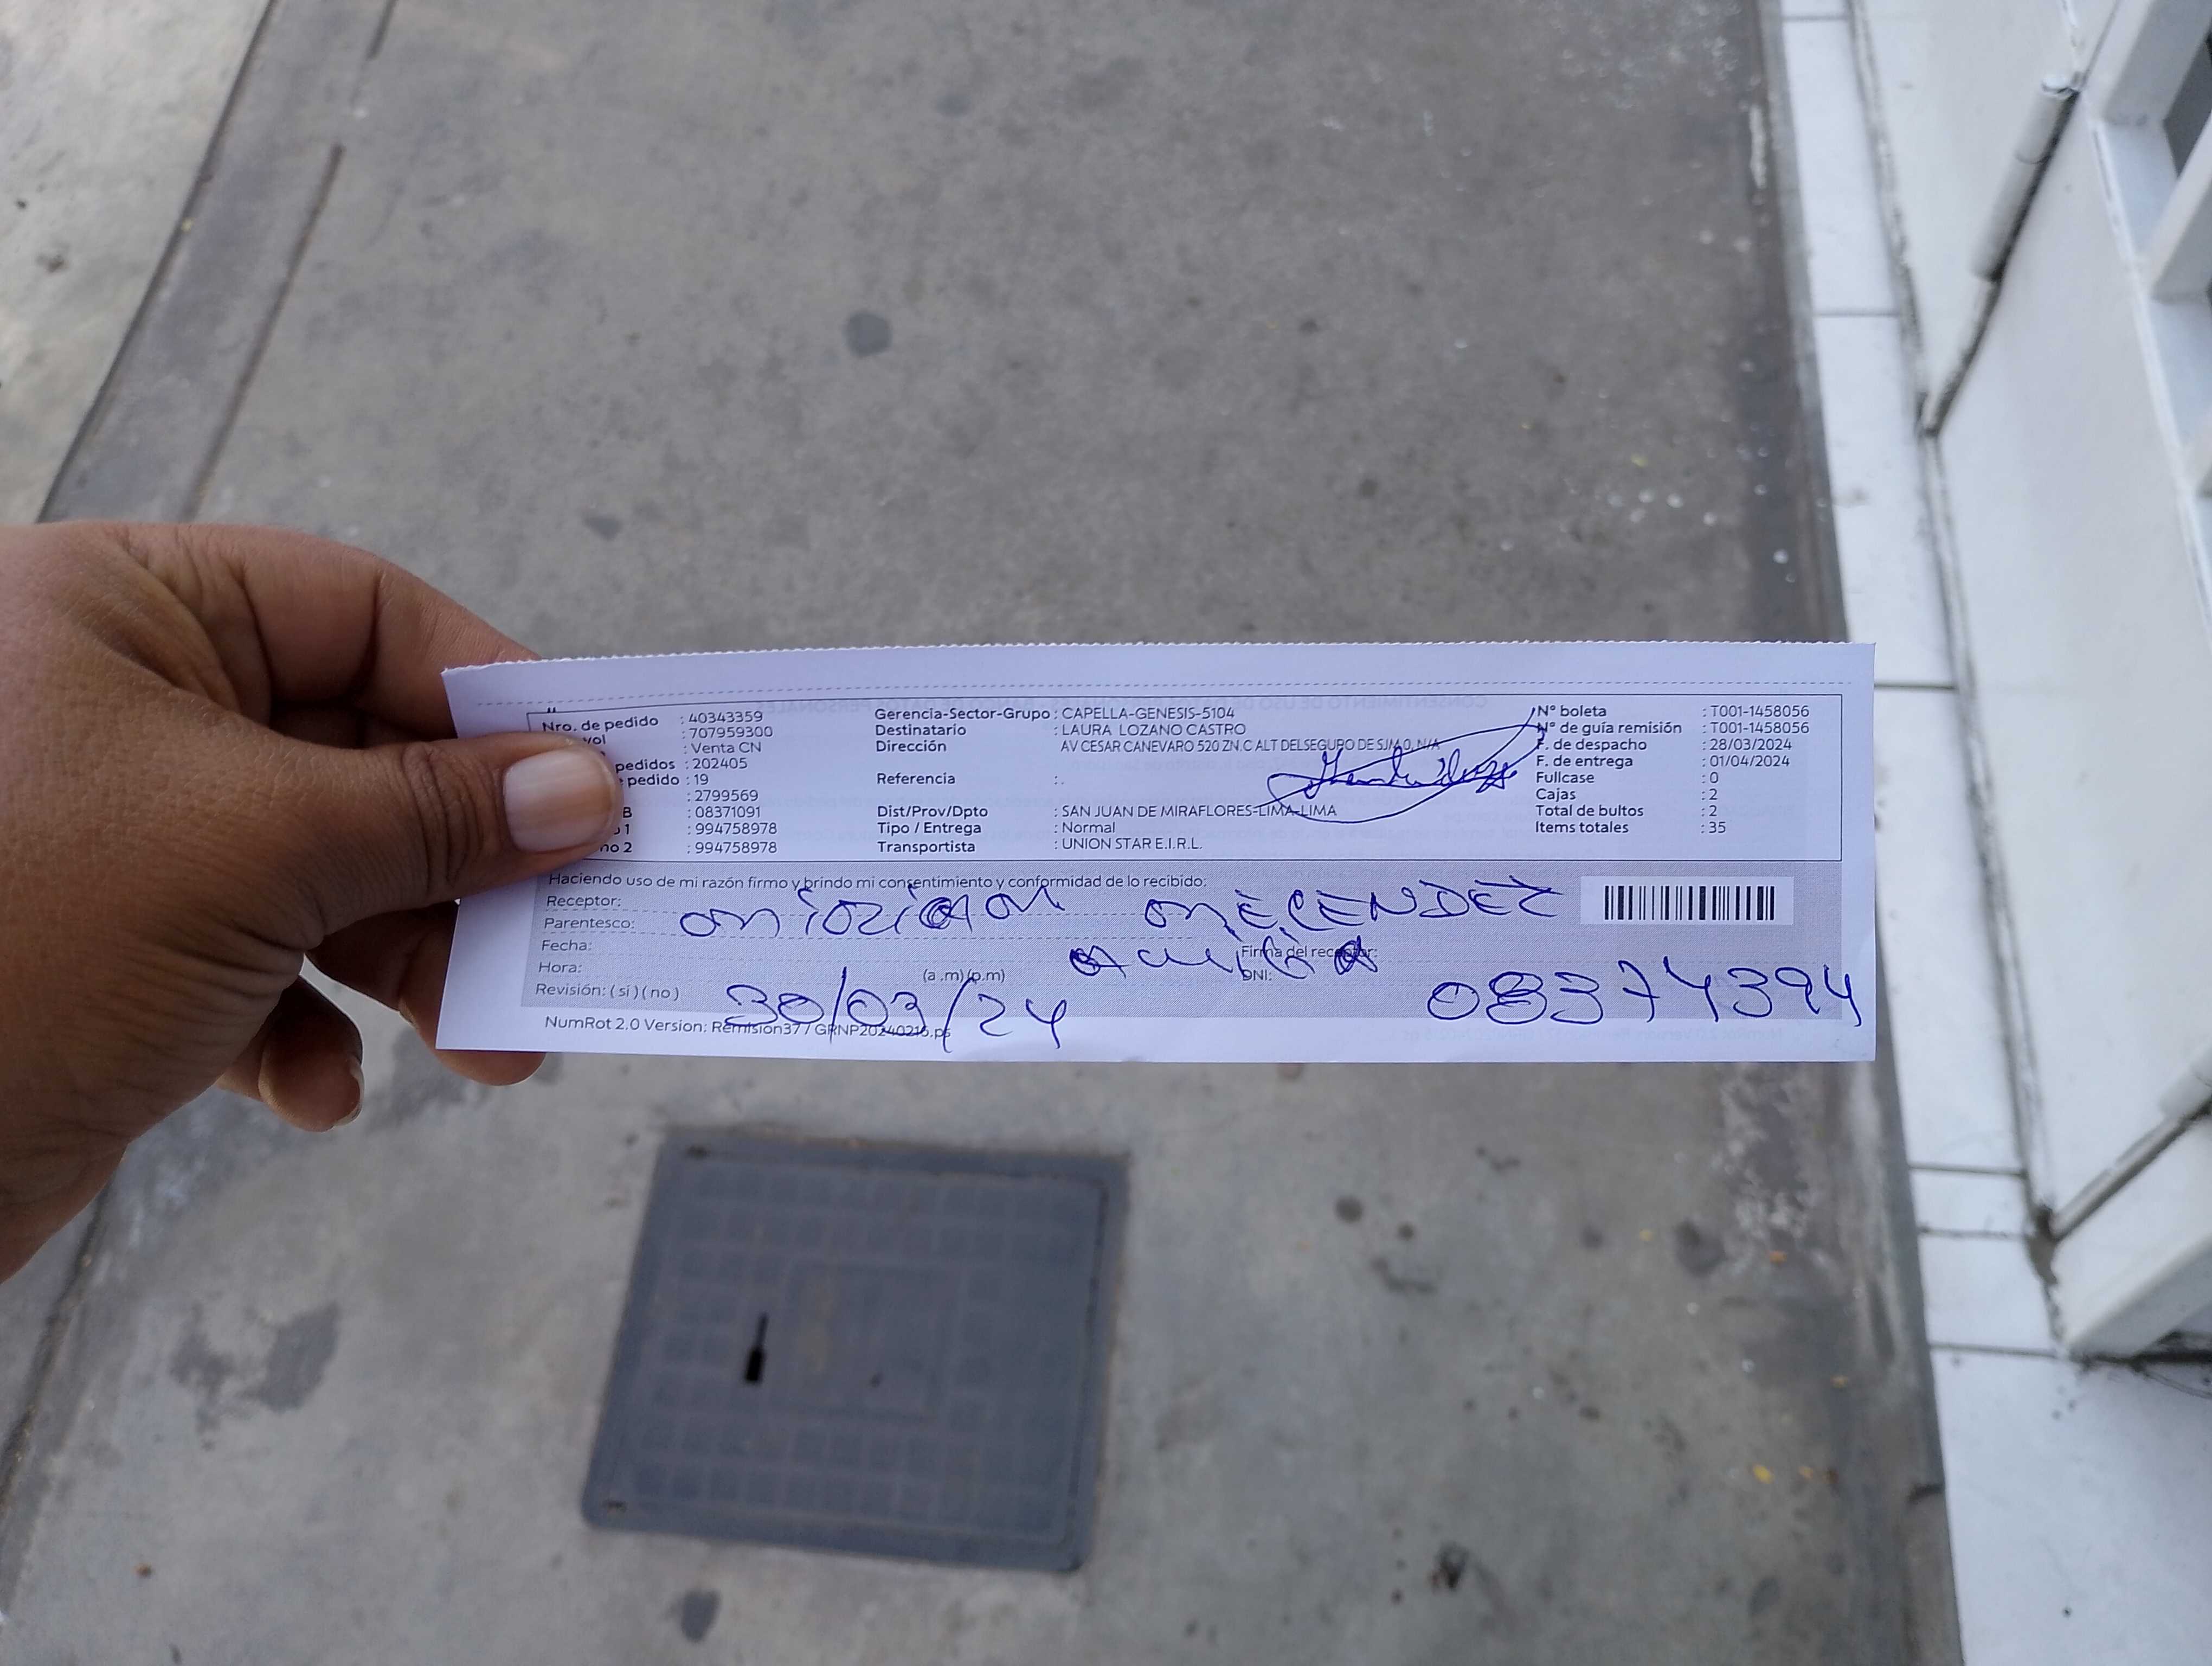 Nro. de pedido : 40343359
: 707959300
: Venta CN
pedidos : 202405
pedido : 19
: 2799569
B : 08371091
1 : 994758978
no 2 : 994758978
Gerencia-Sector-Grupo : CAPELLA-GENESIS-5104
Destinatario : LAURA LOZANO CASTRO
Dirección AV CESAR CANEVARO 520 ZN.C ALT DELSEGURO DE SJM 0, N/A
Referencia : .
Dist/Prov/Dpto : SAN JUAN DE MIRAFLORES-LIMA-LIMA
Tipo / Entrega : Normal
Transportista : UNION STAR E.I.R.L.
N° boleta : T001-1458056
N° de guía remisión : T001-1458056
F. de despacho : 28/03/2024
F. de entrega : 01/04/2024
Fullcase : 0
Cajas : 2
Total de bultos : 2
Items totales : 35
Haciendo uso de mi razón firmo y brindo mi consentimiento y conformidad de lo recibido:
Receptor:
Parentesco:
Fecha:
Firma del receptor:
Hora: (a .m) (p.m)
DNI: 08374394
Revisión: ( si ) ( no )
30/03/24
NumRot 2.0 Version: Remision37 / GRNP20240216.ps